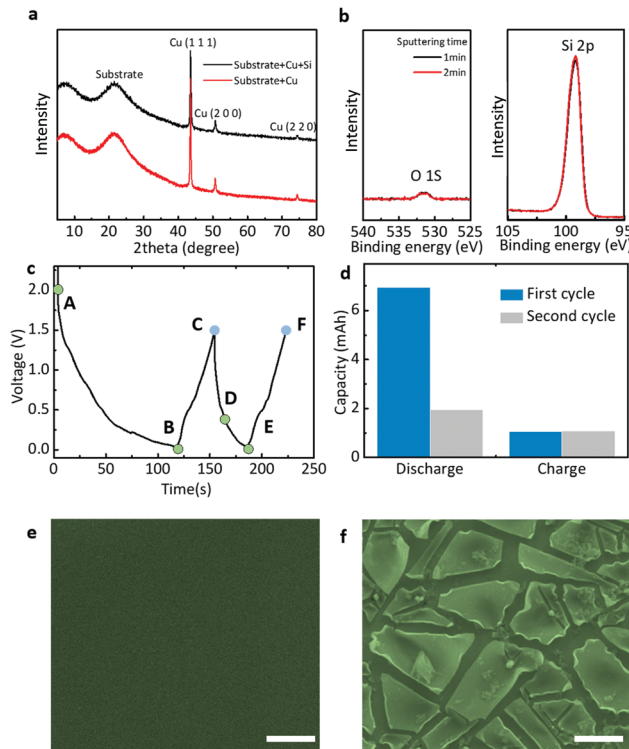 a
Cu (1 1 1)
Substrate+Cu+Si
Substrate+Cu
Substrate
Cu (2 0 0)
Cu (2 2 0)
Intensity
10 20 30 40 50 60 70 80
2theta (degree)
b
Sputtering time
1min
2min
O 1S
Intensity
540 535 530 525
Binding energy (eV)
Si 2p
Intensity
105 100 95
Binding energy (eV)
c
A
B
C
D
E
F
Voltage (V)
2.0
1.5
1.0
0.5
0.0
0 50 100 150 200 250
Time(s)
d
First cycle
Second cycle
Capacity (mAh)
6
4
2
0
Discharge Charge
e
f